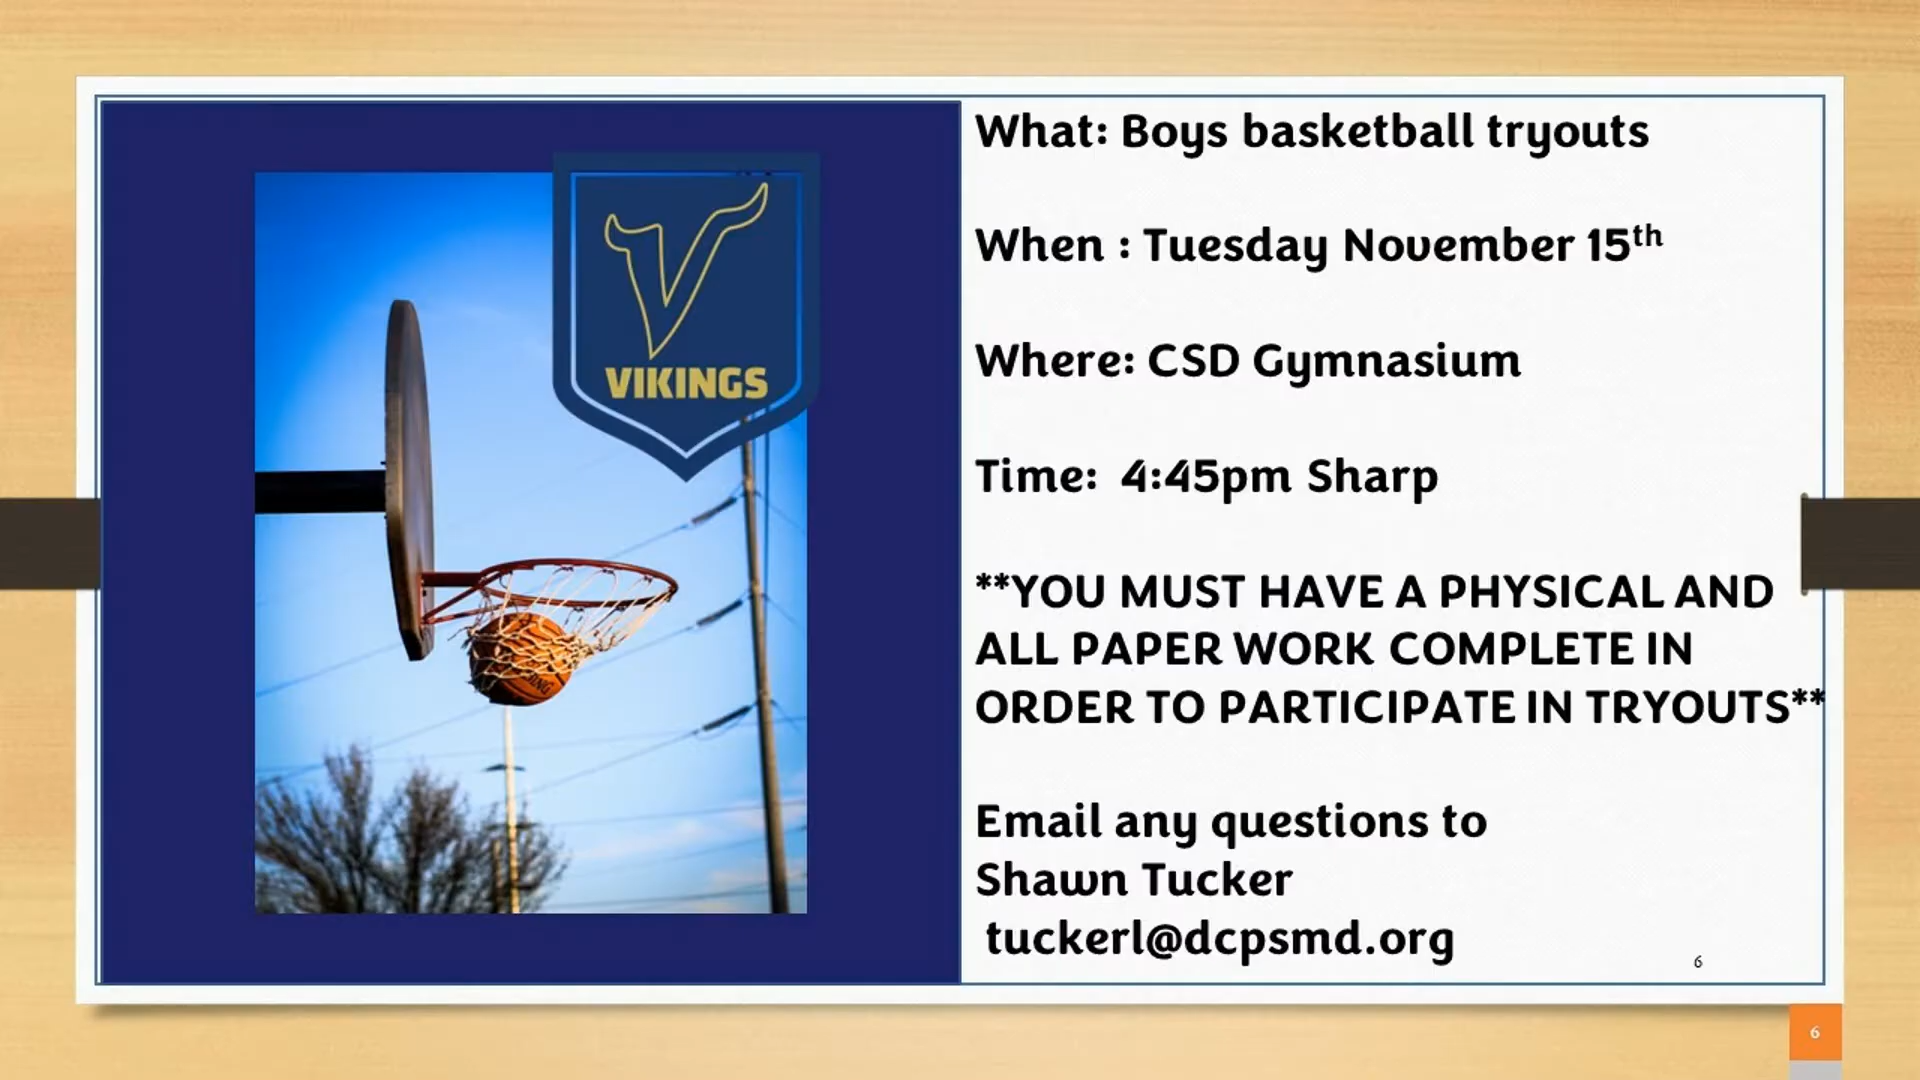 VIKINGS
What: Boys basketball tryouts
When : Tuesday November 15th
Where: CSD Gymnasium
Time: 4:45pm Sharp
**YOU MUST HAVE A PHYSICAL AND
ALL PAPER WORK COMPLETE IN
ORDER TO PARTICIPATE IN TRYOUTS**
Email any questions to
Shawn Tucker
tuckerl@dcpsmd.org
6
6